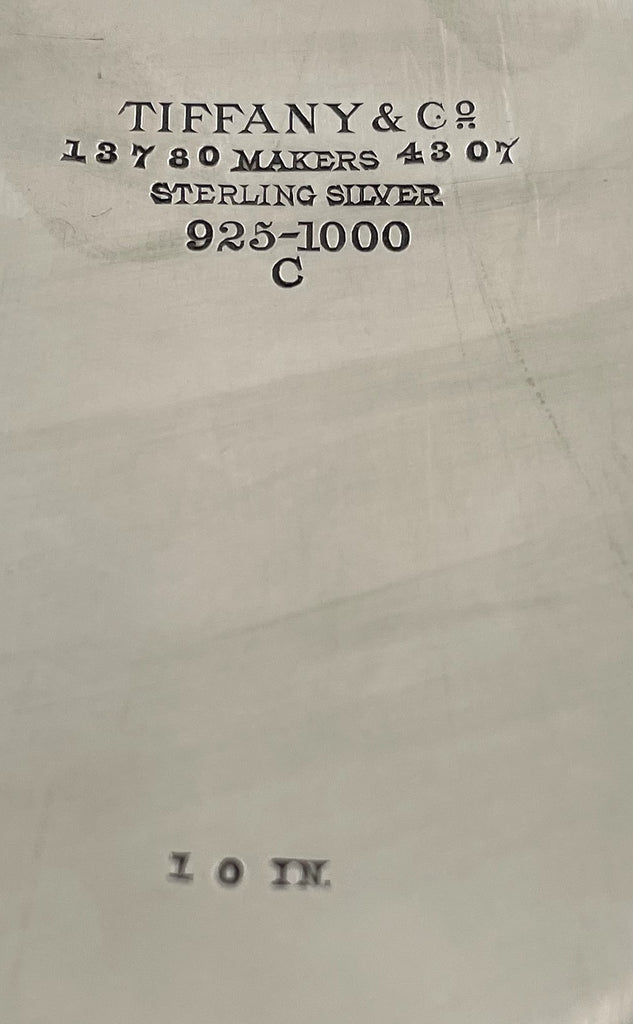 TIFFANY & Co.
13780 MAKERS 4307
STERLING SILVER
925-1000
C
10 IN.